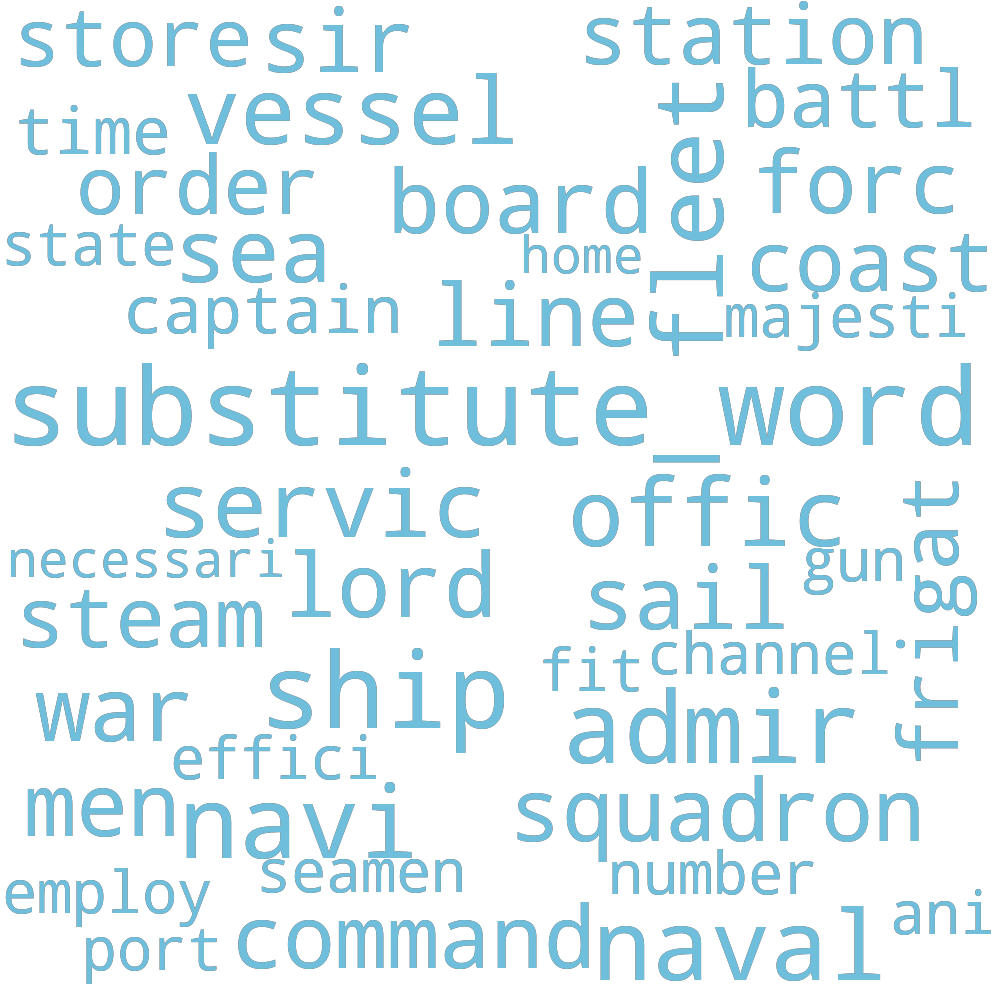 store
sir
station
vessel
battl
time
fleet
order
board
forc
state
sea
home
coast
captain
line
majesti
substitute_word
servic
offic
frigat
necessari
lord
gun
steam
sail
channel
ship
fit
war
admir
effici
men
navi
squadron
seamen
number
employ
ani
port
command
naval